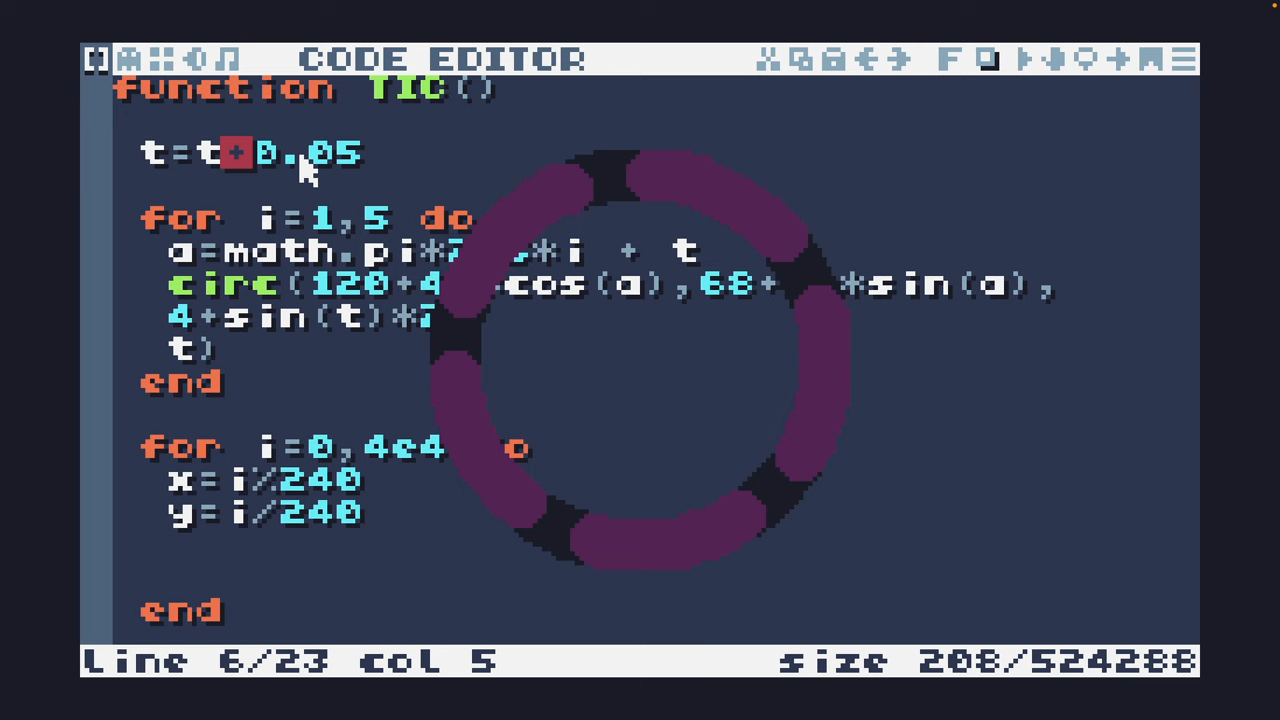 CODE EDITOR
function TIC()
t=t+0.05
for i=1,5 do
a=math.pi*
*i + t
circ(120+4
cos(a),68+
*sin(a),
4+sin(t)*
t)
end
for i=0,4e4
x=i%240
y=i/240
end
line 6/23 col 5
size 208/524288